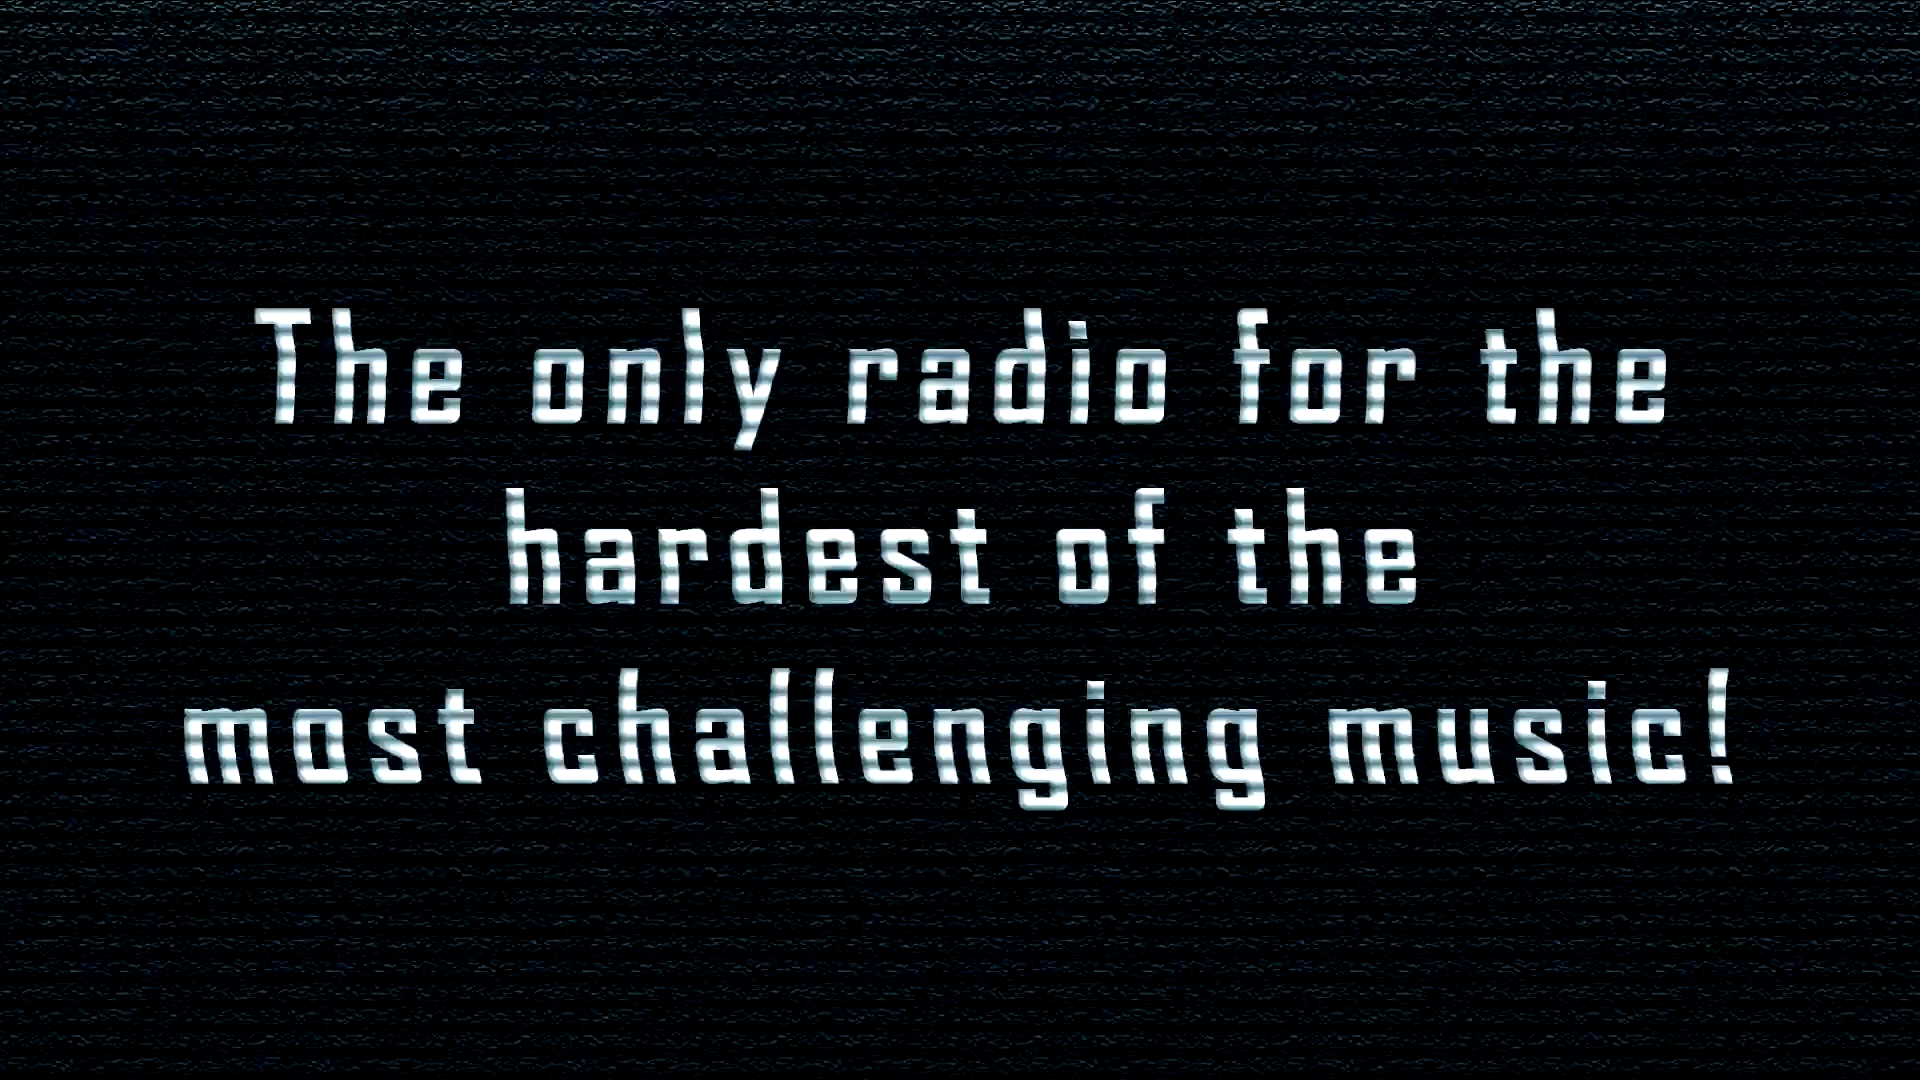 The only radio for the
hardest of the
most challenging music!